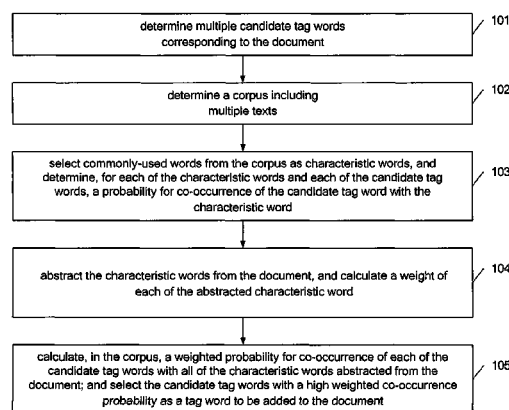 determine multiple candidate tag words
corresponding to the document
101
determine a corpus including
multiple texts
102
select commonly-used words from the corpus as characteristic words, and
determine, for each of the characteristic words and each of the candidate tag
words, a probability for co-occurrence of the candidate tag word with the
characteristic word
103
abstract the characteristic words from the document, and calculate a weight of
each of the abstracted characteristic word
104
calculate, in the corpus, a weighted probability for co-occurrence of each of the
candidate tag words with all of the characteristic words abstracted from the
document; and select the candidate tag words with a high weighted co-occurrence
probability as a tag word to be added to the document
105